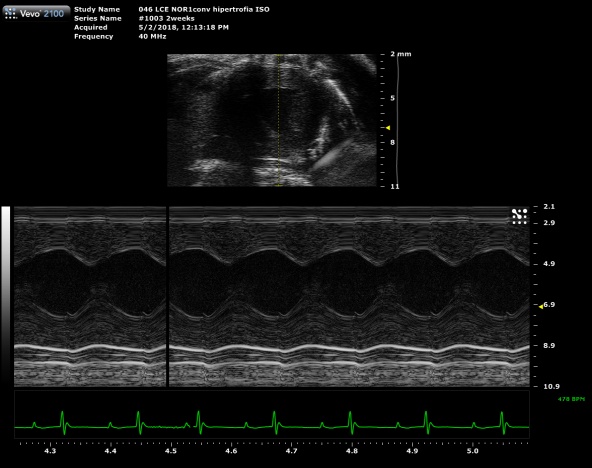 Vevo 2100
Study Name 046 LCE NOR1conv hipertrofia ISO
Series Name #1003 2weeks
Acquired 5/2/2018, 12:13:18 PM
Frequency 40 MHz
2 mm
5
8
11
2.1
2.9
4.9
6.9
8.9
10.9
478 BPM
4.3 4.4 4.5 4.6 4.7 4.8 4.9 5.0